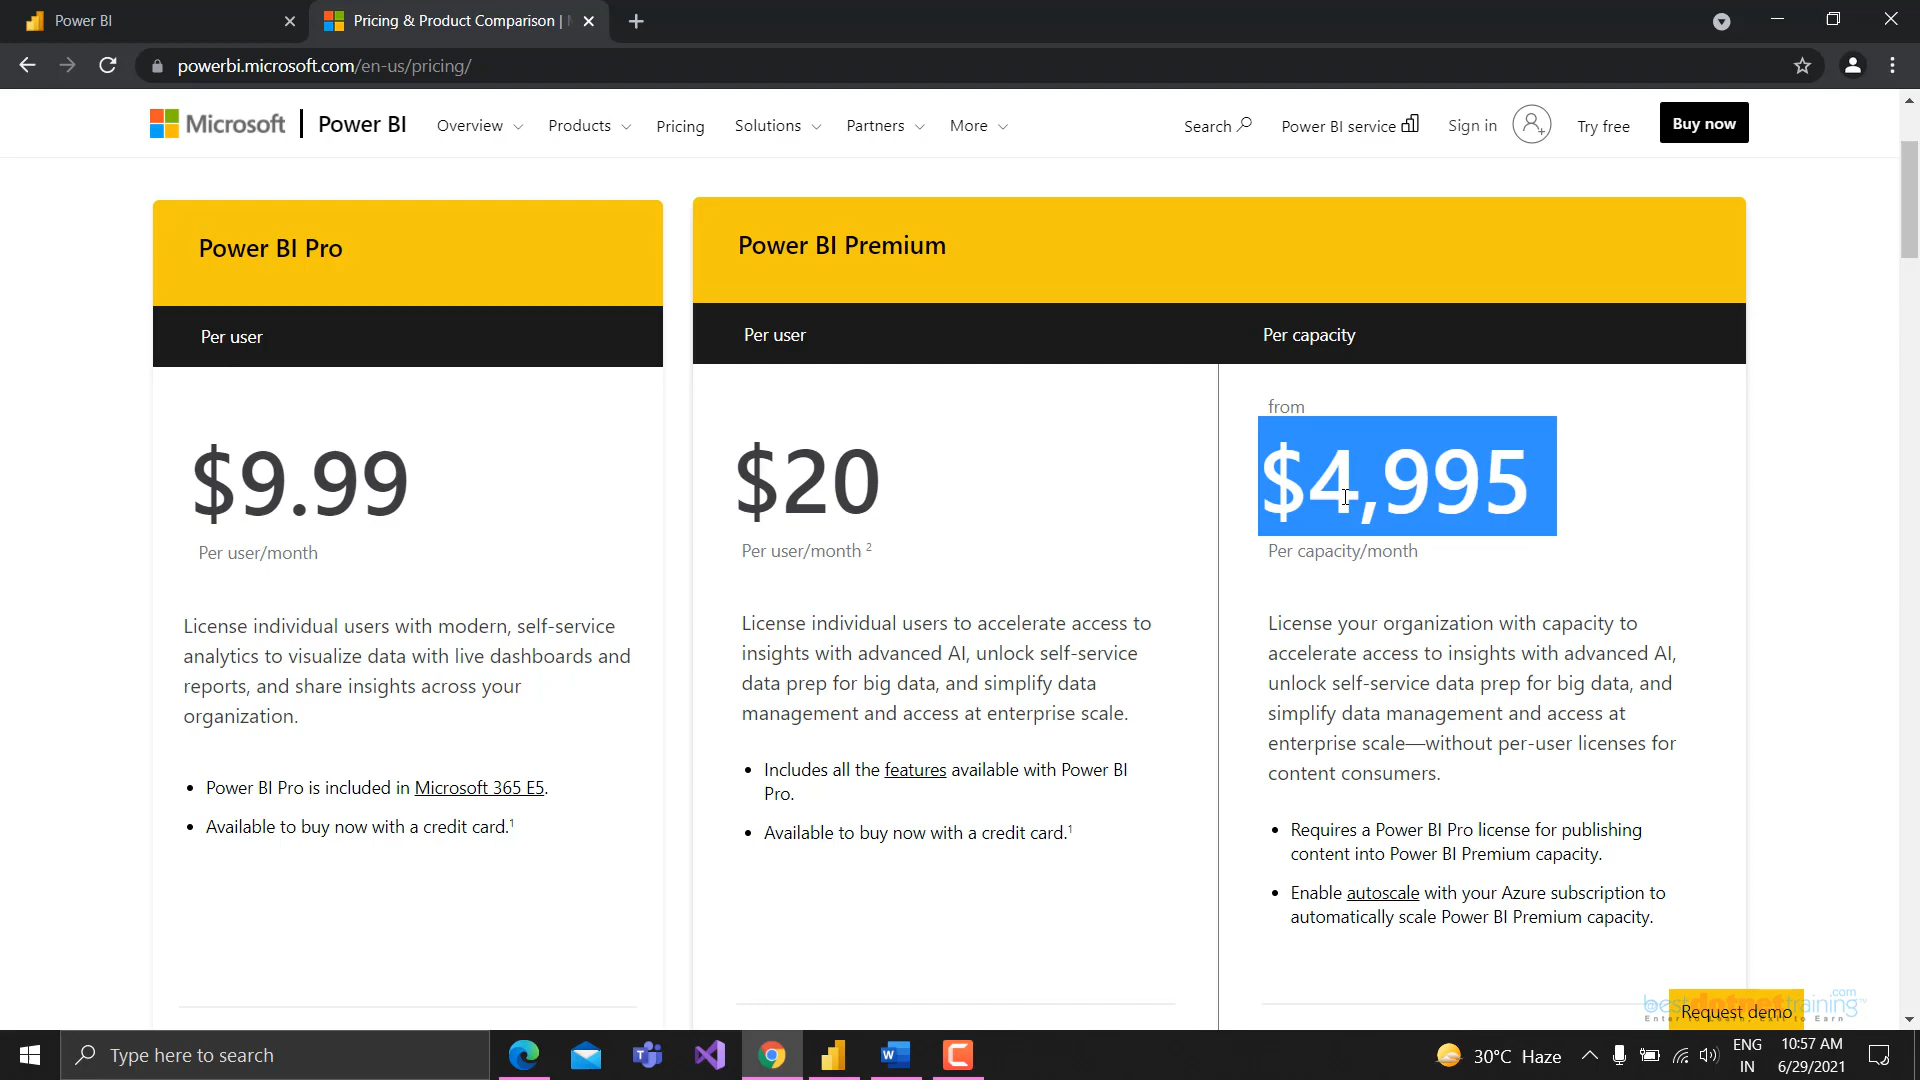 Power BI
Pricing & Product Comparison |
powerbi.microsoft.com/en-us/pricing/
Microsoft | Power BI
Overview
Products
Pricing
Solutions
Partners
More
Search
Power BI service
Sign in
Try free
Buy now
Power BI Pro
Per user
$9.99
Per user/month
License individual users with modern, self-service
analytics to visualize data with live dashboards and
reports, and share insights across your
organization.
• Power BI Pro is included in Microsoft 365 E5.
• Available to buy now with a credit card.¹
Power BI Premium
Per user
$20
Per user/month ²
License individual users to accelerate access to
insights with advanced AI, unlock self-service
data prep for big data, and simplify data
management and access at enterprise scale.
• Includes all the features available with Power BI
Pro.
• Available to buy now with a credit card.¹
Per capacity
from
$4,995
Per capacity/month
License your organization with capacity to
accelerate access to insights with advanced AI,
unlock self-service data prep for big data, and
simplify data management and access at
enterprise scale—without per-user licenses for
content consumers.
• Requires a Power BI Pro license for publishing
content into Power BI Premium capacity.
• Enable autoscale with your Azure subscription to
automatically scale Power BI Premium capacity.
bestdotnettraining.com
Request demo
Type here to search
30°C Haze
ENG
IN
10:57 AM
6/29/2021